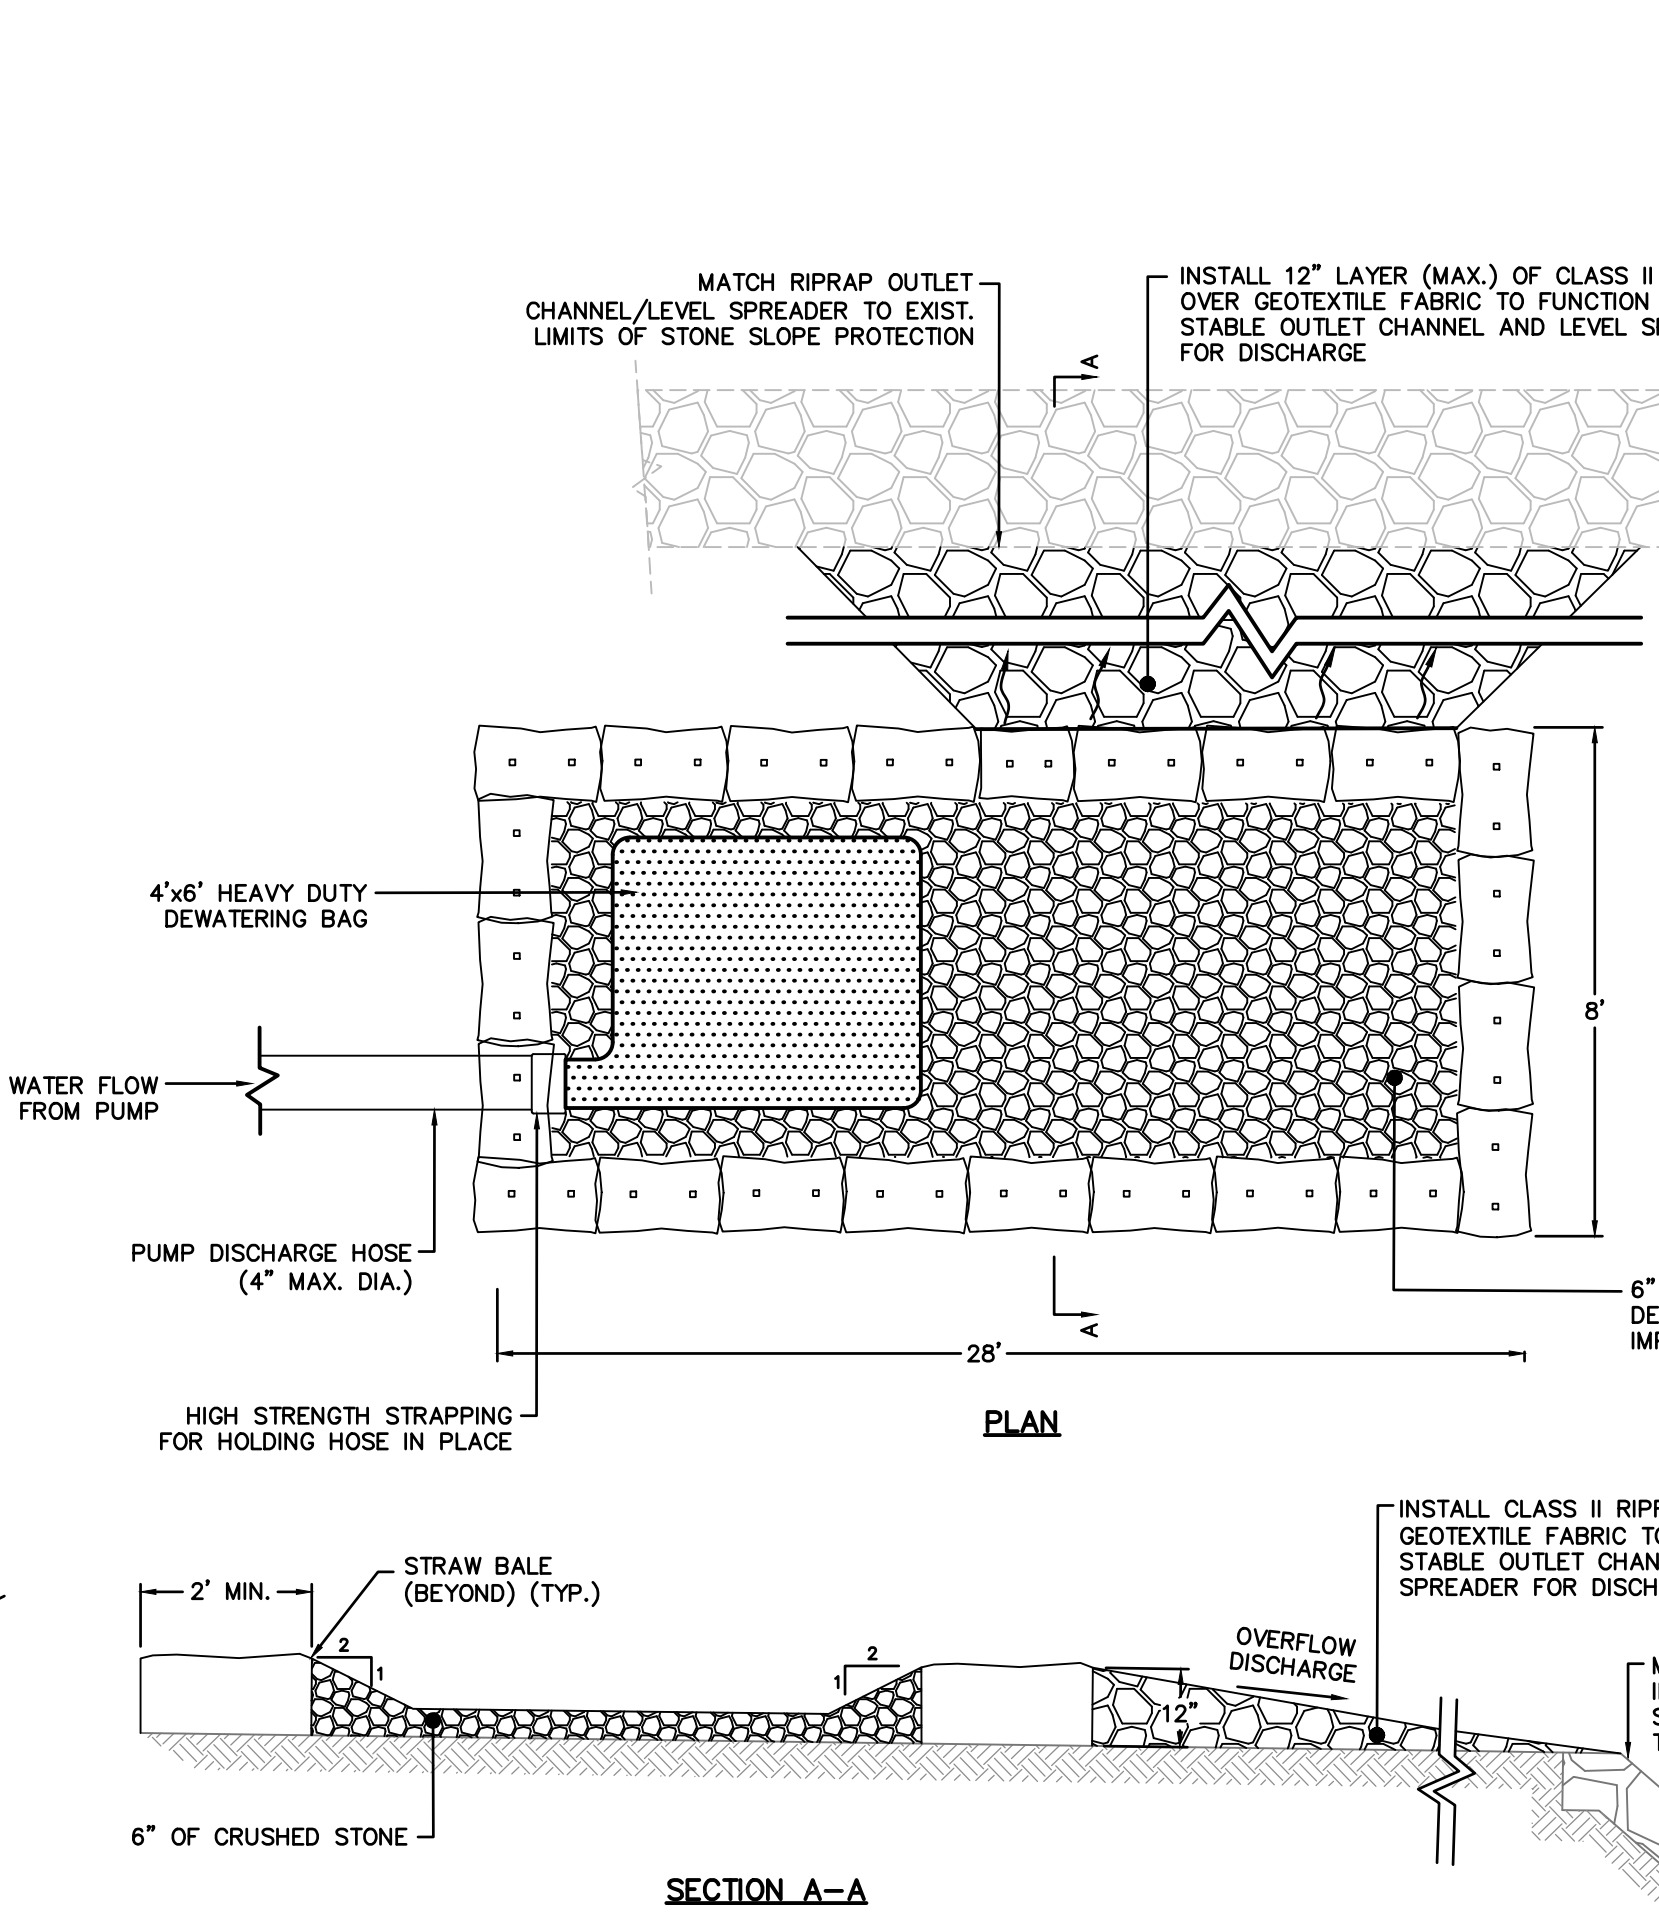 MATCH RIPRAP OUTLET
CHANNEL/LEVEL SPREADER TO EXIST.
LIMITS OF STONE SLOPE PROTECTION
INSTALL 12" LAYER (MAX.) OF CLASS II
OVER GEOTEXTILE FABRIC TO FUNCTION
STABLE OUTLET CHANNEL AND LEVEL
FOR DISCHARGE
A
4'x6' HEAVY DUTY
DEWATERING BAG
8'
WATER FLOW
FROM PUMP
PUMP DISCHARGE HOSE
(4" MAX. DIA.)
6"
A
28'
HIGH STRENGTH STRAPPING
FOR HOLDING HOSE IN PLACE
PLAN
INSTALL CLASS II
GEOTEXTILE FABRIC
STABLE OUTLET
SPREADER FOR
STRAW BALE
(BEYOND) (TYP.)
2' MIN.
2
1
2
1
OVERFLOW
DISCHARGE
12"
6" OF CRUSHED STONE
SECTION A-A